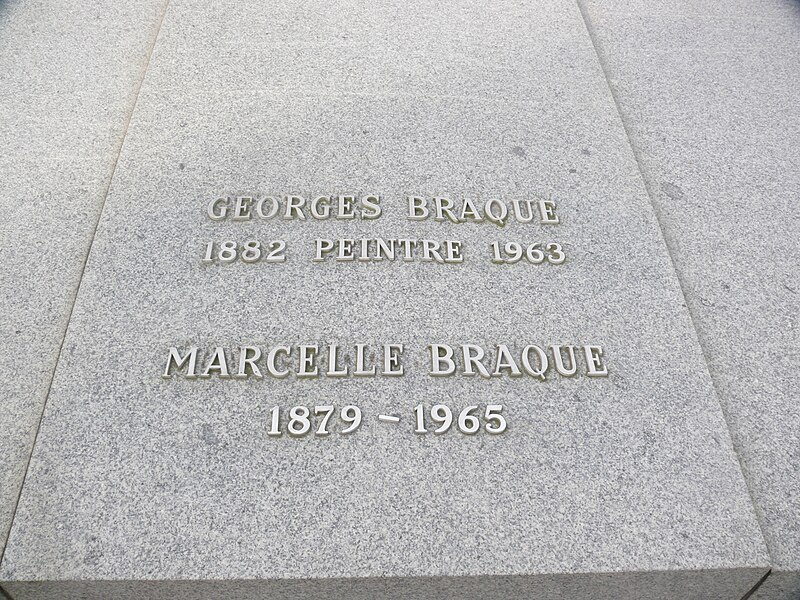 GEORGES BRAQUE
1882 PEINTRE 1963
MARCELLE BRAQUE
1879 - 1965